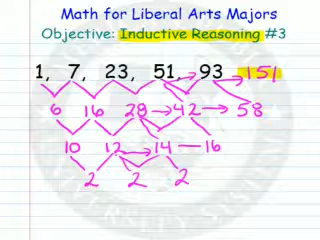 Math for Liberal Arts Majors
Objective: Inductive Reasoning #3
1, 7, 23, 51, 93 151
6 16 28 42 58
10 12 14 16
2 2 2